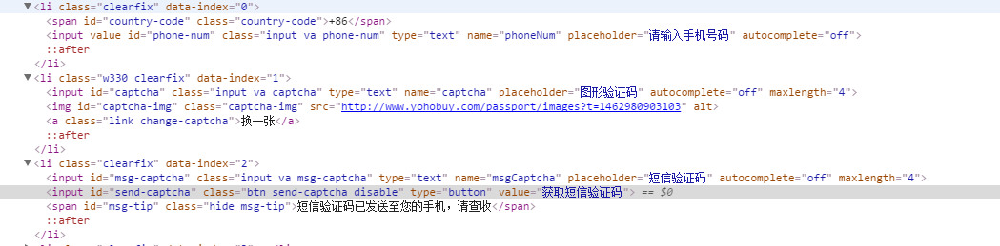 ▼<li class="clearfix" data-index="0">
<span id="country-code" class="country-code">+86</span>
<input value id="phone-num" class="input va phone-num" type="text" name="phoneNum" placeholder="请输入手机号码" autocomplete="off">
::after
</li>
▼<li class="w330 clearfix" data-index="1">
<input id="captcha" class="input va captcha" type="text" name="captcha" placeholder="图形验证码" autocomplete="off" maxlength="4">
<img id="captcha-img" class="captcha-img" src="http://www.yohobuy.com/passport/images?t=1462980903103" alt>
<a class="link change-captcha">换一张</a>
::after
</li>
▼<li class="clearfix" data-index="2">
<input id="msg-captcha" class="input va msg-captcha" type="text" name="msgCaptcha" placeholder="短信验证码" autocomplete="off" maxlength="4">
<input id="send-captcha" class="btn send-captcha disable" type="button" value="获取短信验证码"> == $0
<span id="msg-tip" class="hide msg-tip">短信验证码已发送至您的手机，请查收</span>
::after
</li>